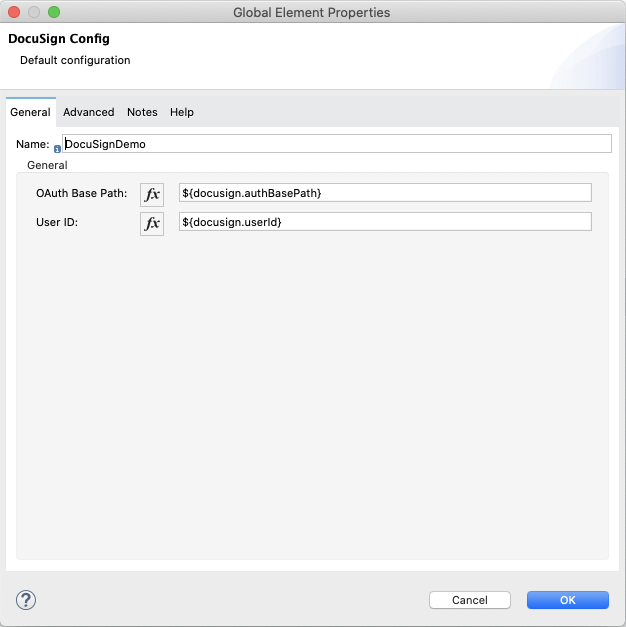 Global Element Properties
DocuSign Config
Default configuration
General Advanced Notes Help
Name: DocuSignDemo
General
OAuth Base Path: fx ${docusign.authBasePath}
User ID: fx ${docusign.userId}
? Cancel OK